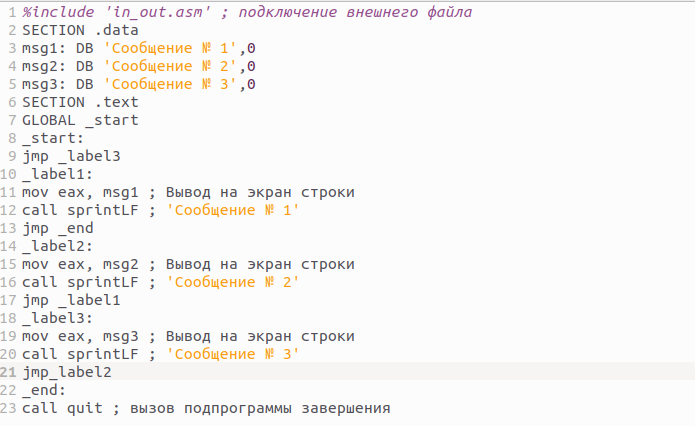 1 %include 'in_out.asm' ; подключение внешнего файла
2 SECTION .data
3 msg1: DB 'Сообщение № 1',0
4 msg2: DB 'Сообщение № 2',0
5 msg3: DB 'Сообщение № 3',0
6 SECTION .text
7 GLOBAL _start
8 _start:
9 jmp _label3
10 _label1:
11 mov eax, msg1 ; Вывод на экран строки
12 call sprintLF ; 'Сообщение № 1'
13 jmp _end
14 _label2:
15 mov eax, msg2 ; Вывод на экран строки
16 call sprintLF ; 'Сообщение № 2'
17 jmp _label1
18 _label3:
19 mov eax, msg3 ; Вывод на экран строки
20 call sprintLF ; 'Сообщение № 3'
21 jmp_label2
22 _end:
23 call quit ; вызов подпрограммы завершения